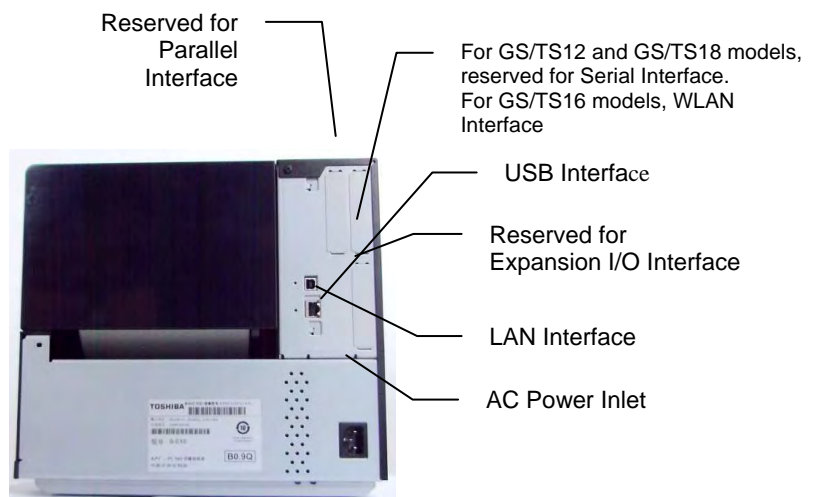 Reserved for
Parallel
Interface
For GS/TS12 and GS/TS18 models,
reserved for Serial Interface.
For GS/TS16 models, WLAN
Interface
USB Interface
Reserved for
Expansion I/O Interface
LAN Interface
AC Power Inlet
TOSHIBA
B0.9Q